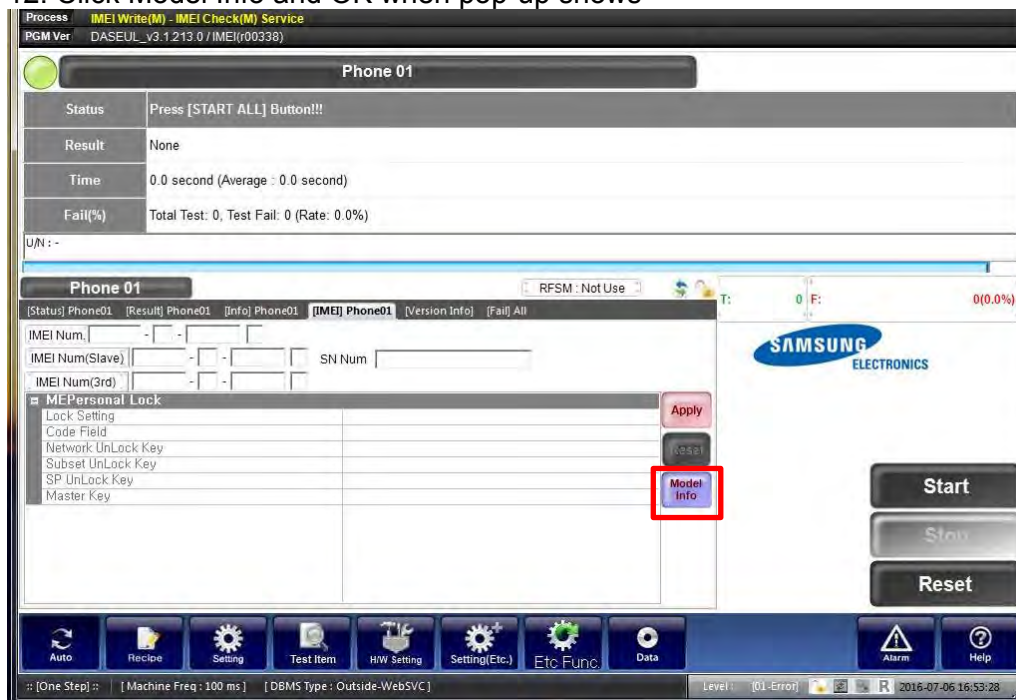 12. Click Model Info and OK when pop-up shows
Process IMEI Write(M) - IMEI Check(M) Service
PGM Ver DASEUL_v3.1.213.0 / IMEI(r00338)
Phone 01
Status Press [START ALL] Button!!!
Result None
Time 0.0 second (Average : 0.0 second)
Fail(%) Total Test: 0, Test Fail: 0 (Rate: 0.0%)
U/N : -
Phone 01 RFSM : Not Use T: 0 F: 0(0.0%)
[Status] Phone01 [Result] Phone01 [Info] Phone01 [IMEI] Phone01 [Version Info] [Fail] All
IMEI Num. - -
IMEI Num(Slave) - - SN Num
IMEI Num(3rd) - -
SAMSUNG
ELECTRONICS
MEPersonal Lock
Lock Setting
Code Field
Network UnLock Key
Subset UnLock Key
SP UnLock Key
Master Key
Apply
Reset
Model
Info
Start
Stop
Reset
Auto Recipe Setting Test Item H/W Setting Setting(Etc.) Etc Func. Data Alarm Help
:: [One Step] :: [ Machine Freq : 100 ms ] [ DBMS Type : Outside-WebSVC ] Level : [01-Error] R 2016-07-06 16:53:28